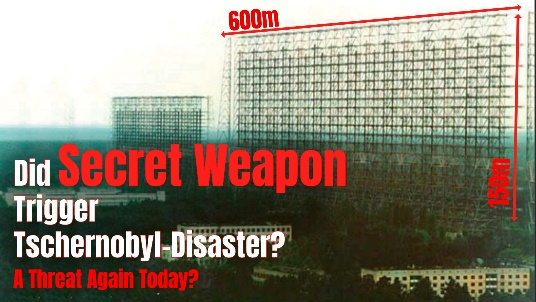 600m
150m
Did Secret Weapon
Trigger
Tschernobyl-Disaster?
A Threat Again Today?